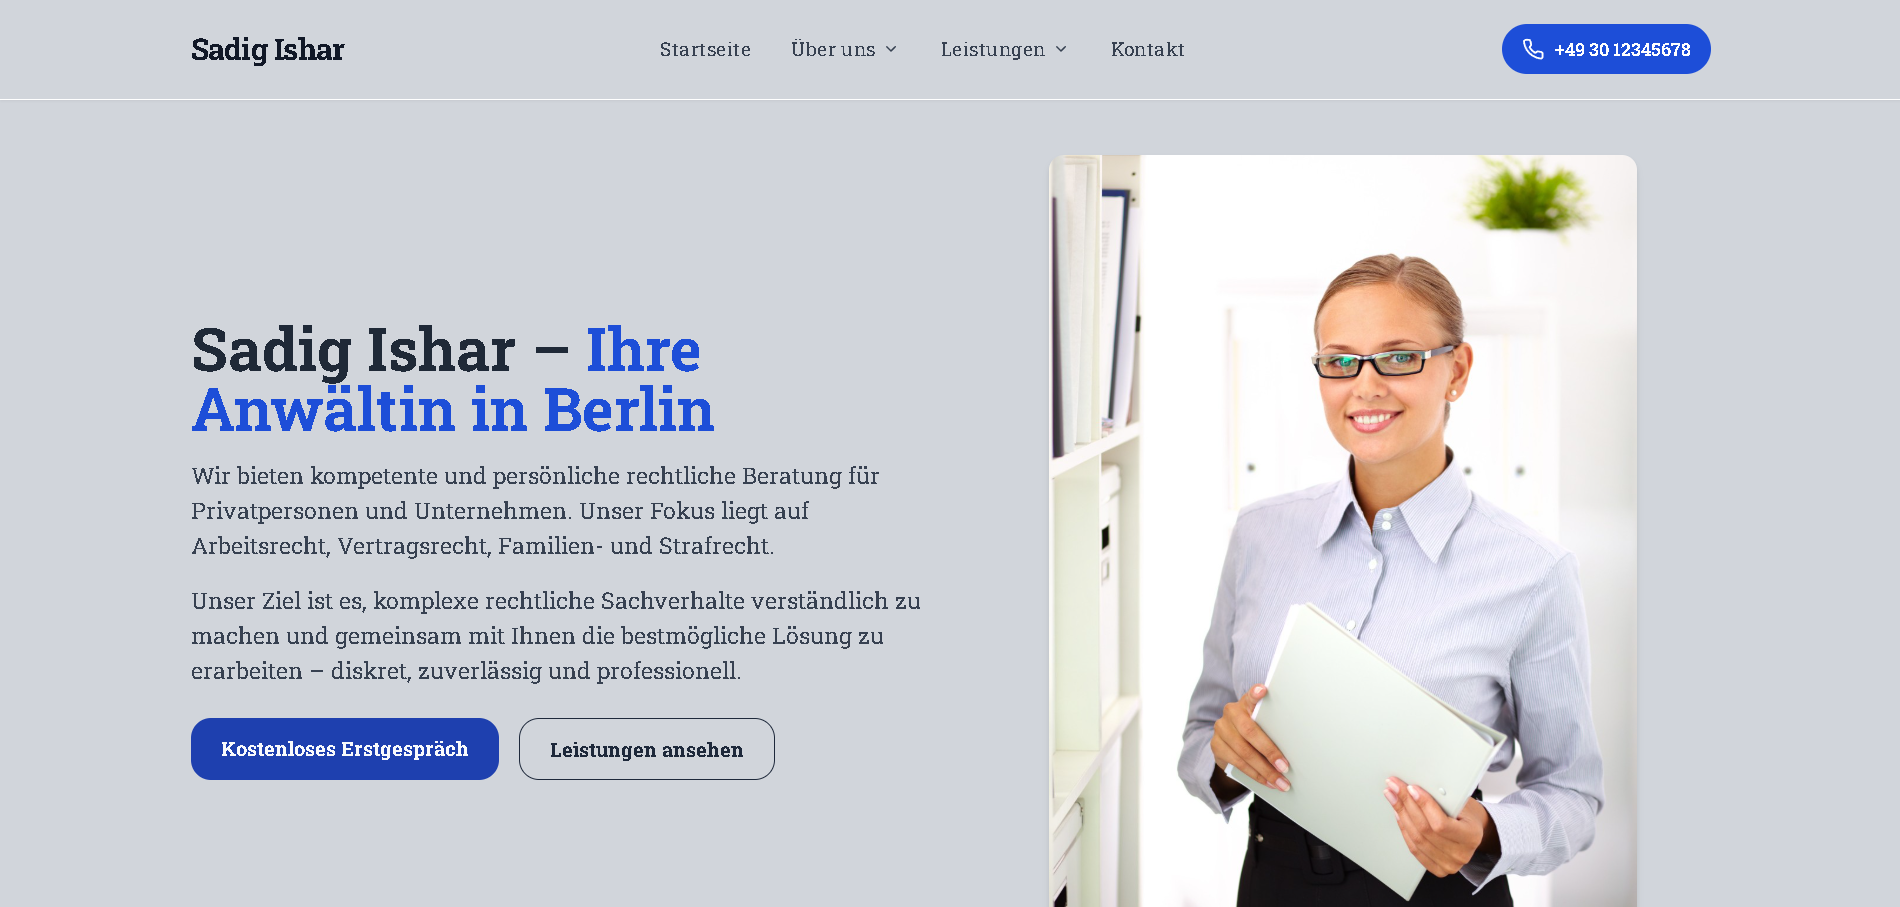 Sadig Ishar
Startseite
Über uns
Leistungen
Kontakt
+49 30 12345678
Sadig Ishar – Ihre
Anwältin in Berlin
Wir bieten kompetente und persönliche rechtliche Beratung für
Privatpersonen und Unternehmen. Unser Fokus liegt auf
Arbeitsrecht, Vertragsrecht, Familien- und Strafrecht.
Unser Ziel ist es, komplexe rechtliche Sachverhalte verständlich zu
machen und gemeinsam mit Ihnen die bestmögliche Lösung zu
erarbeiten – diskret, zuverlässig und professionell.
Kostenloses Erstgespräch
Leistungen ansehen